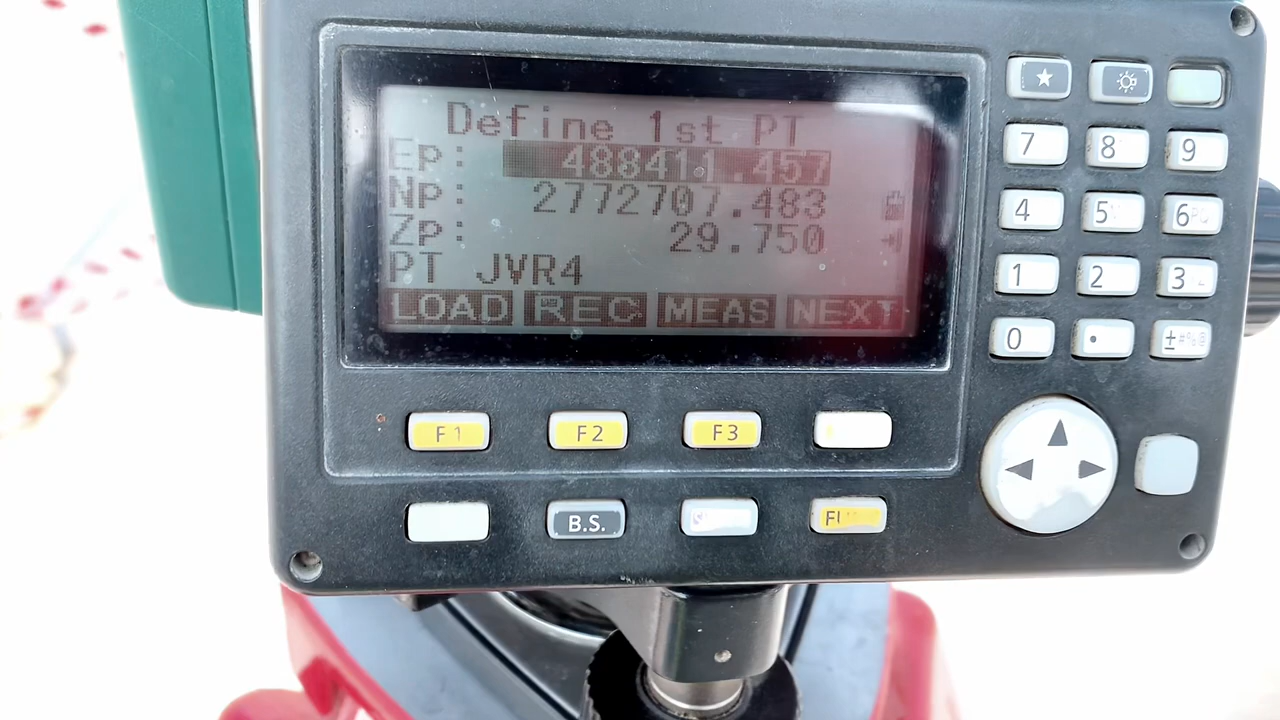 Define 1st PT
Ep: 488411.457
Np: 2772707.483
Zp: 29.750
PT JVR4
LOAD REC MEAS NEXT
7 8 9
4 5 6
1 2 3
0 . ±
F1 F2 F3
B.S.